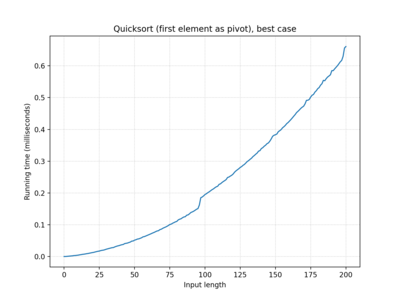 Quicksort (first element as pivot), best case
0.6
0.5
0.4
0.3
0.2
0.1
0.0
Running time (milliseconds)
0 25 50 75 100 125 150 175 200
Input length